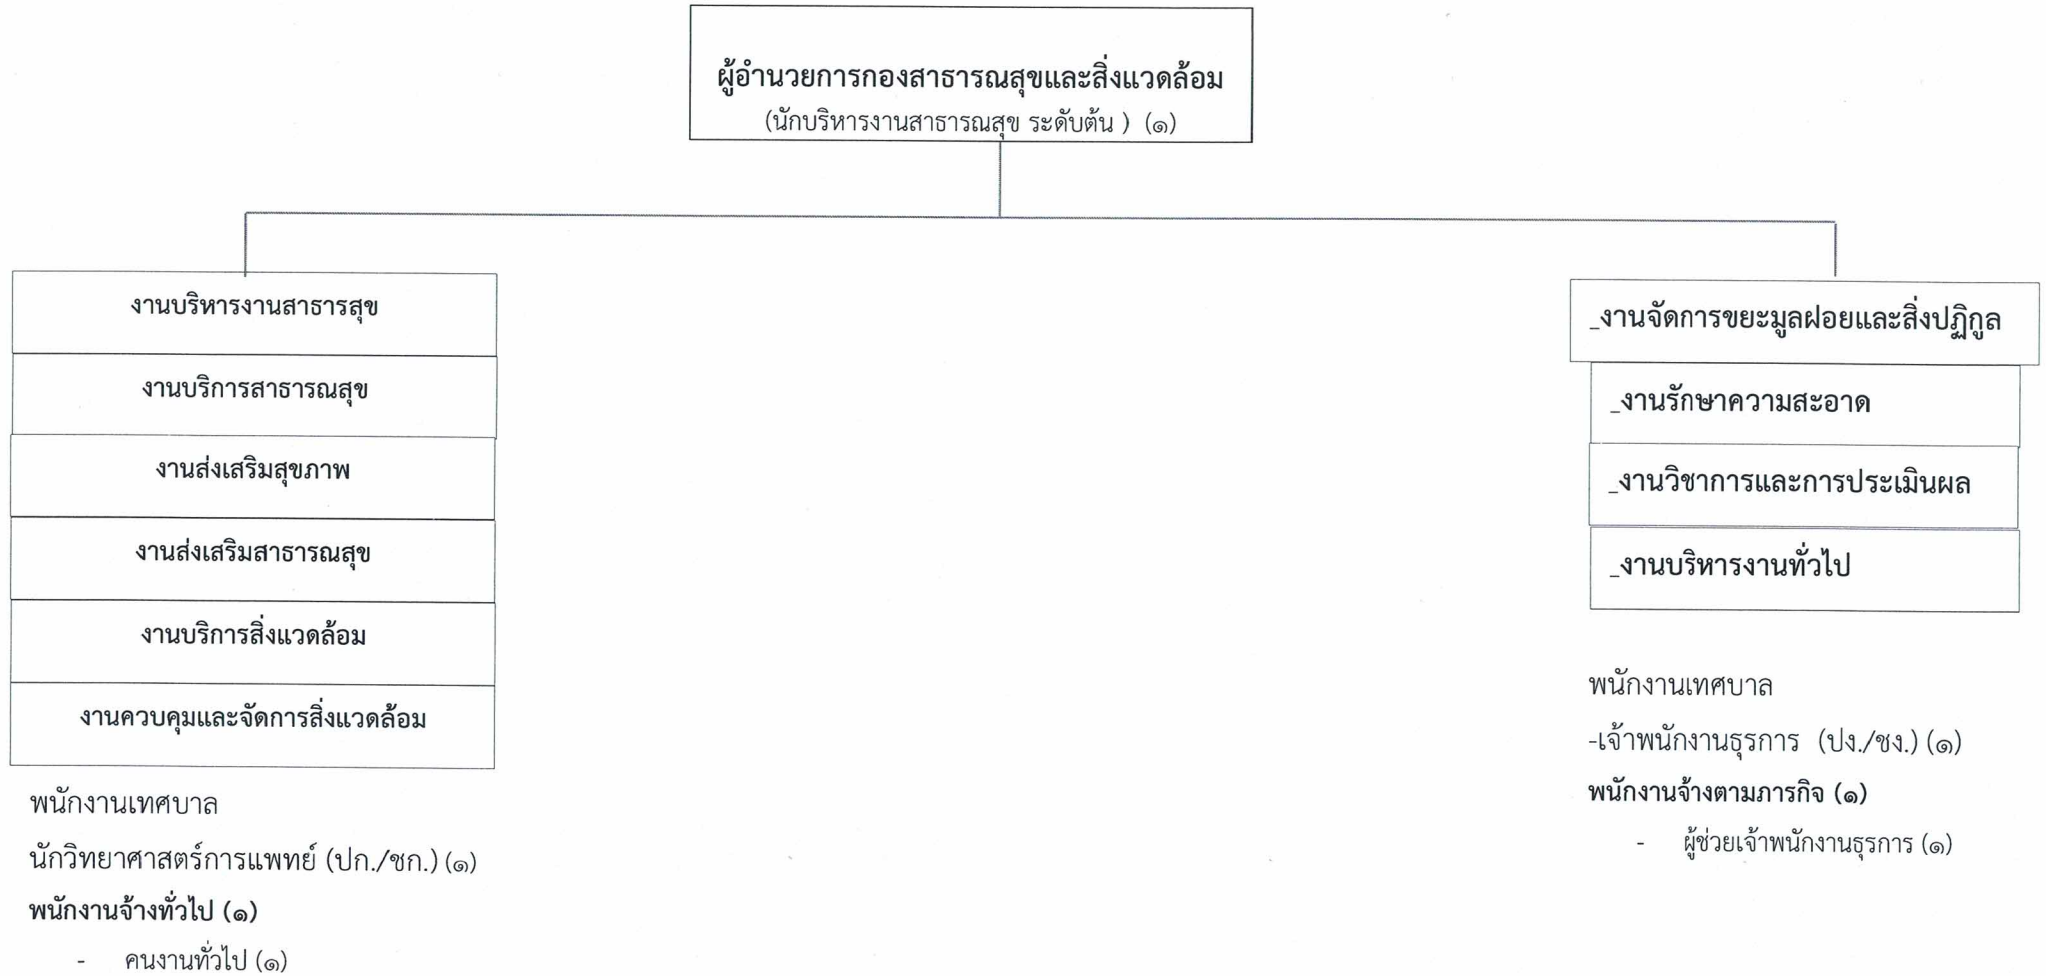 ผู้อำนวยการกองสาธารณสุขและสิ่งแวดล้อม
(นักบริหารงานสาธารณสุข ระดับต้น ) (๑)
งานบริหารงานสาธารสุข
งานบริการสาธารณสุข
งานส่งเสริมสุขภาพ
งานส่งเสริมสาธารณสุข
งานบริการสิ่งแวดล้อม
งานควบคุมและจัดการสิ่งแวดล้อม
พนักงานเทศบาล
นักวิทยาศาสตร์การแพทย์ (ปก./ชก.) (๑)
พนักงานจ้างทั่วไป (๑)
- คนงานทั่วไป (๑)
_งานจัดการขยะมูลฝอยและสิ่งปฏิกูล
_งานรักษาความสะอาด
_งานวิชาการและการประเมินผล
_งานบริหารงานทั่วไป
พนักงานเทศบาล
-เจ้าพนักงานธุรการ (ปง./ชง.) (๑)
พนักงานจ้างตามภารกิจ (๑)
- ผู้ช่วยเจ้าพนักงานธุรการ (๑)